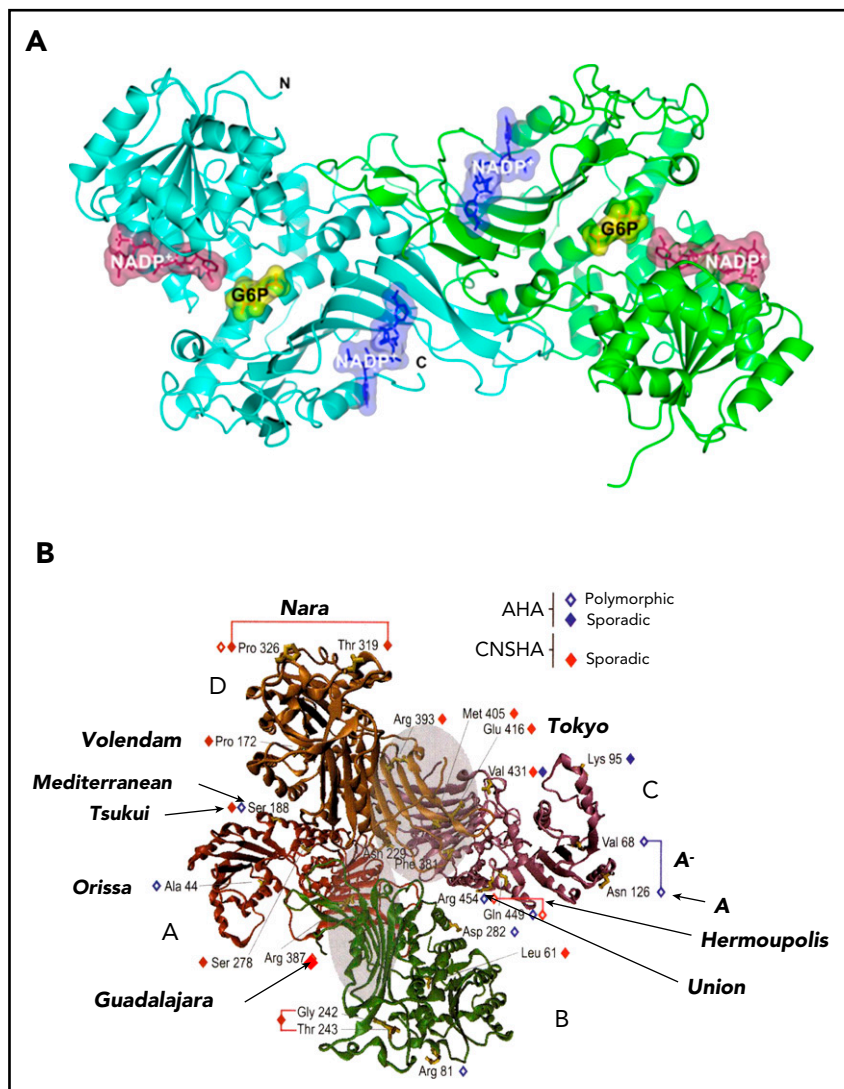 A
N
NADP+
G6P
NADP+
C
NADP+
G6P
NADP+
B
Nara
Pro 326
Thr 319
D
AHA
Polymorphic
Sporadic
CNSHA
Sporadic
Arg 393
Met 405
Glu 416
Tokyo
Volendam
Pro 172
Val 431
Lys 95
C
Mediterranean
Ser 188
Tsukui
Asn 229
Phe 381
Val 68
A-
Orissa
Ala 44
Arg 454
Asn 126
A
A
Gln 449
Hermoupolis
Asp 282
Ser 278
Arg 387
Leu 61
Union
Guadalajara
Gly 242
Thr 243
B
Arg 81